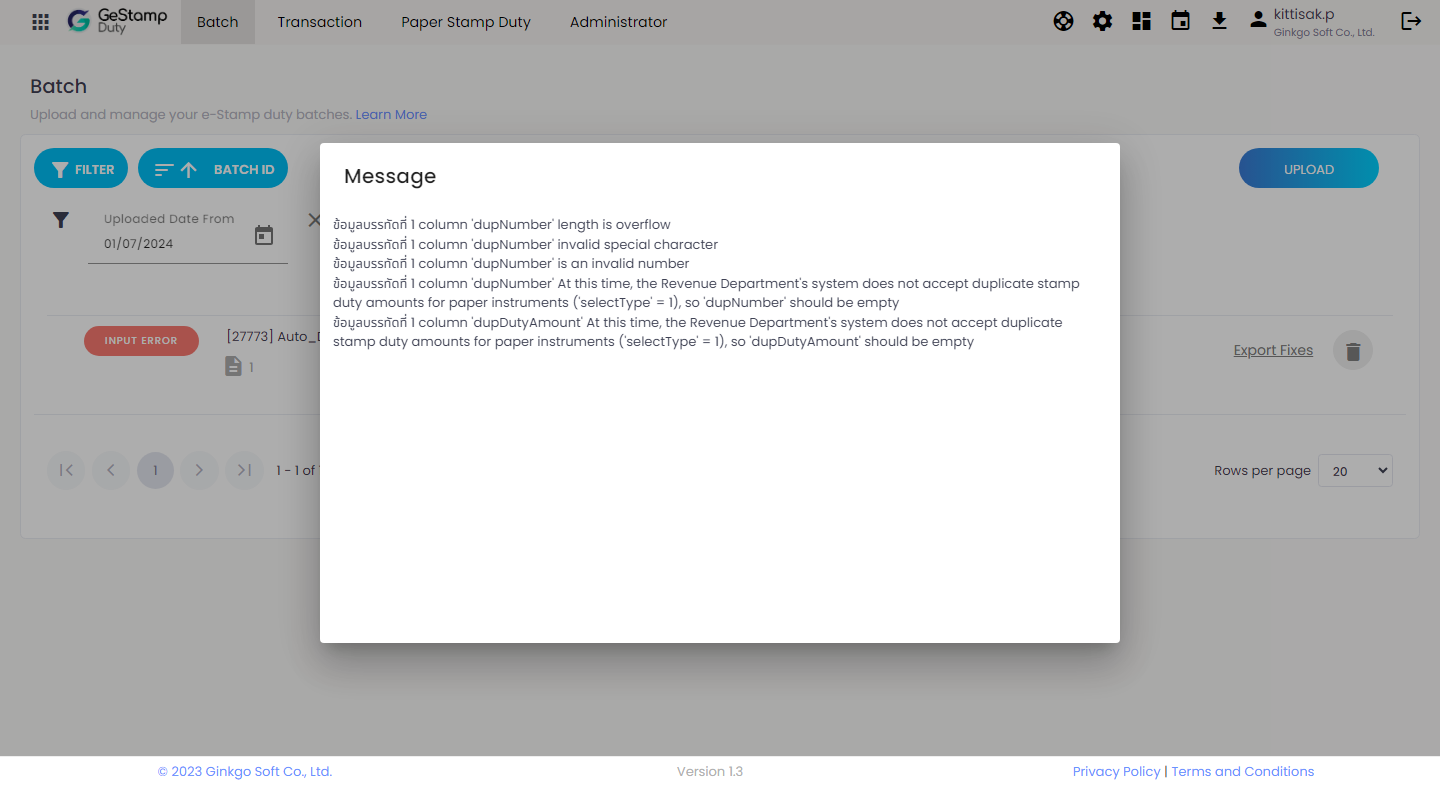 GeStamp
Duty
Batch
Transaction
Paper Stamp Duty
Administrator
kittisak.p
Ginkgo Soft Co., Ltd.
Batch
Upload and manage your e-Stamp duty batches. Learn More
FILTER
BATCH ID
UPLOAD
Uploaded Date From
01/07/2024
Message
ข้อมูลบรรทัดที่ 1 column 'dupNumber' length is overflow
ข้อมูลบรรทัดที่ 1 column 'dupNumber' invalid special character
ข้อมูลบรรทัดที่ 1 column 'dupNumber' is an invalid number
ข้อมูลบรรทัดที่ 1 column 'dupNumber' At this time, the Revenue Department's system does not accept duplicate stamp
duty amounts for paper instruments ('selectType' = 1), so 'dupNumber' should be empty
ข้อมูลบรรทัดที่ 1 column 'dupDutyAmount' At this time, the Revenue Department's system does not accept duplicate
stamp duty amounts for paper instruments ('selectType' = 1), so 'dupDutyAmount' should be empty
INPUT ERROR
[27773] Auto_
1
Export Fixes
1
1 - 1 of
Rows per page
20
© 2023 Ginkgo Soft Co., Ltd.
Version 1.3
Privacy Policy | Terms and Conditions